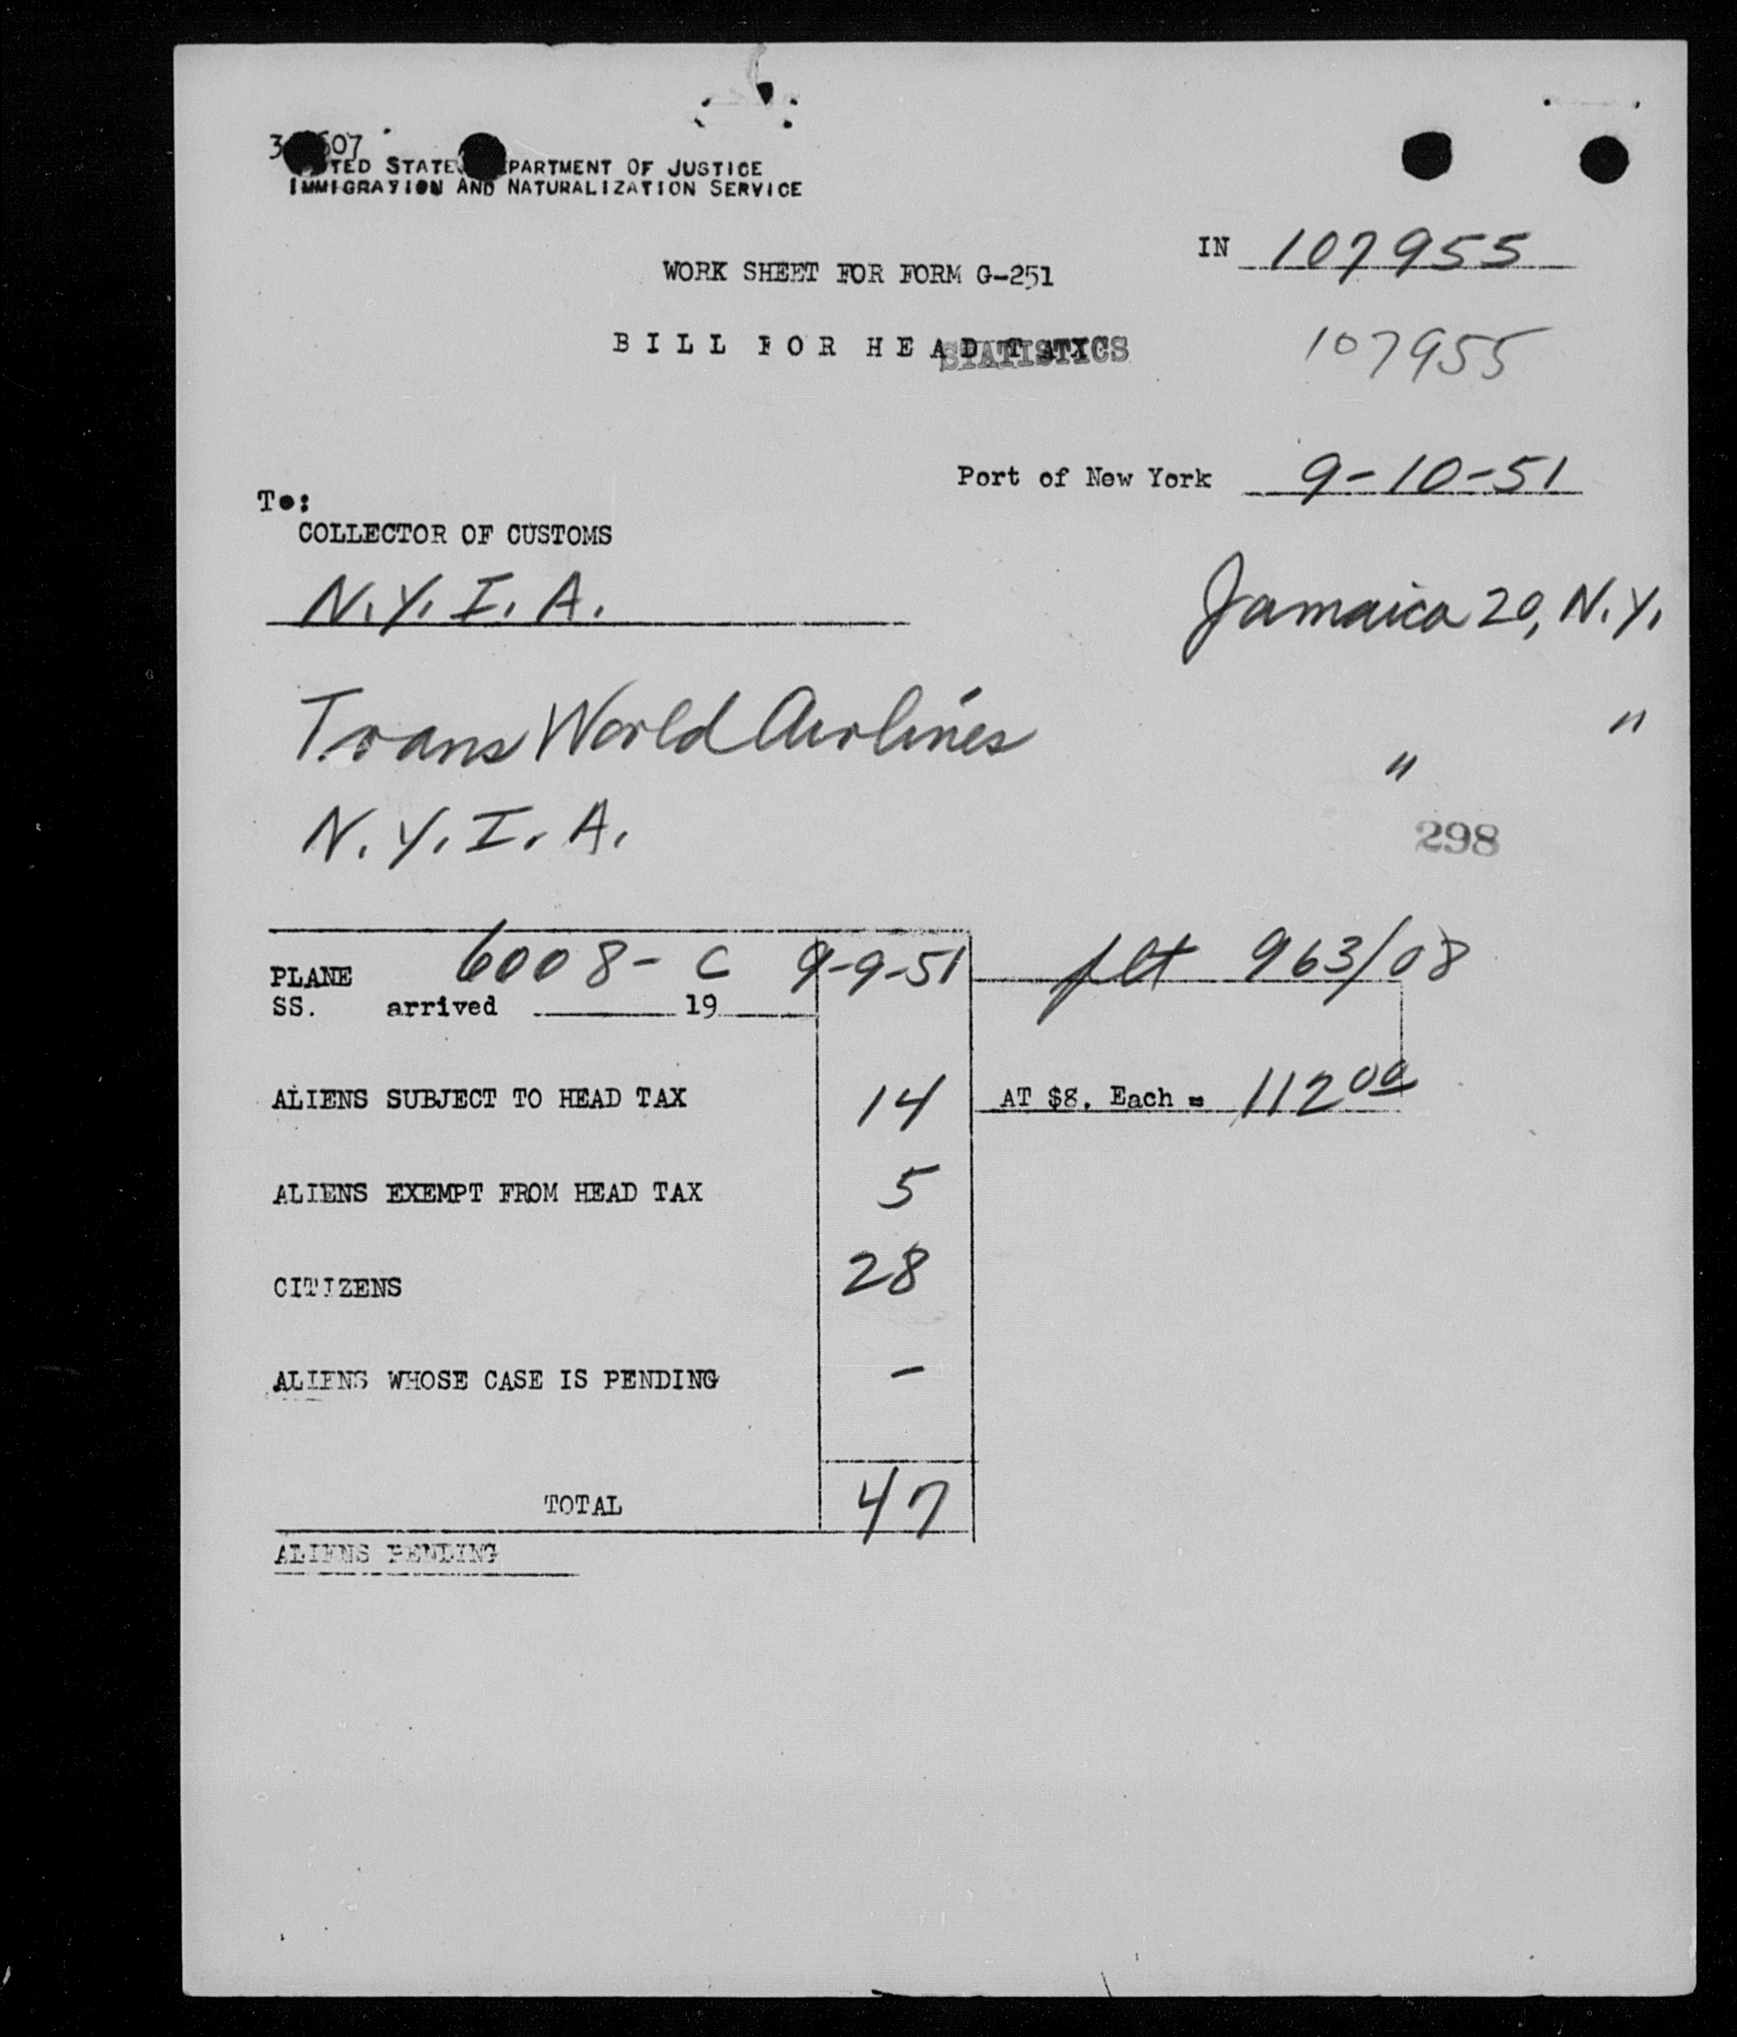 UNITED STATES DEPARTMENT OF JUSTICE
IMMIGRATION AND NATURALIZATION SERVICE
IN 107955
WORK SHEET FOR FORM G-251
BILL FOR HEAD TAX
STATISTICS
107955
Port of New York 9-10-51
To:
COLLECTOR OF CUSTOMS
N.Y.I.A. Jamaica 20, N.Y.
Trans World Airlines " "
N.Y.I.A.
298
PLANE 6008-C 9-9-51 flt 963/08
SS. arrived 19
ALIENS SUBJECT TO HEAD TAX 14 AT $8. Each = 112 00
ALIENS EXEMPT FROM HEAD TAX 5
CITIZENS 28
ALIENS WHOSE CASE IS PENDING -
TOTAL 47
ALIENS PENDING